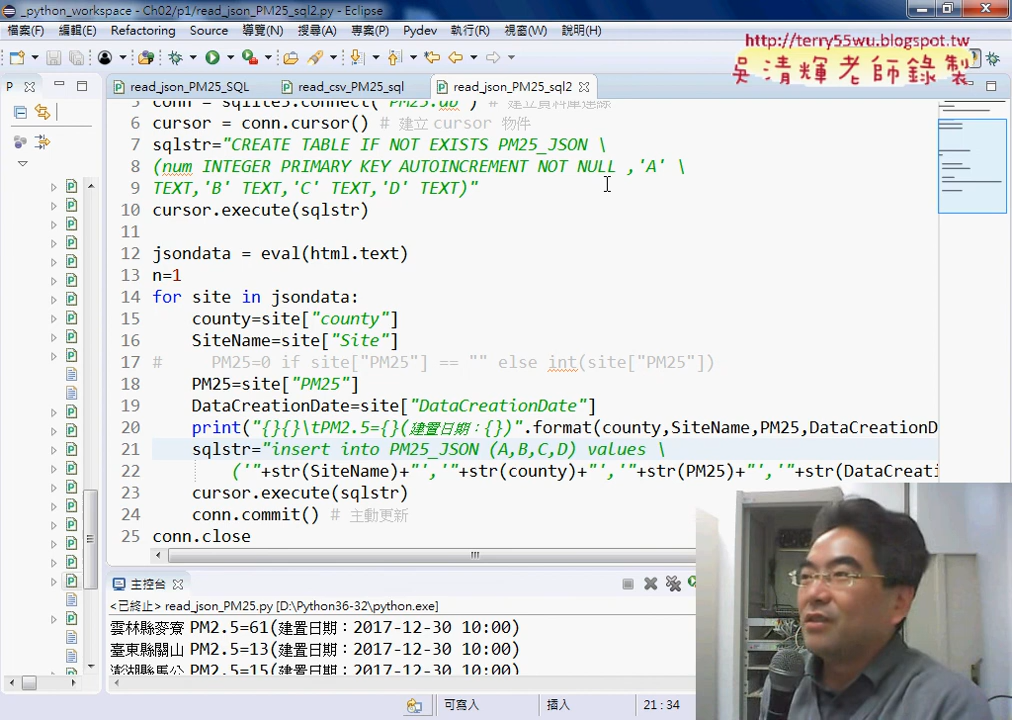 _python_workspace - Ch02/p1/read_json_PM25_sql2.py - Eclipse
檔案(F) 編輯(E) Refactoring Source 導覽(N) 搜尋(A) 專案(P) Pydev 執行(R) 視窗(W) 說明(H)
http://terry55wu.blogspot.tw
吳清輝老師錄製
P read_json_PM25_SQL read_csv_PM25_sql read_json_PM25_sql2
5 conn = sqlite3.connect("PM25.db") # 建立資料庫連線
6 cursor = conn.cursor() # 建立 cursor 物件
7 sqlstr="CREATE TABLE IF NOT EXISTS PM25_JSON \
8 (num INTEGER PRIMARY KEY AUTOINCREMENT NOT NULL ,'A' \
9 TEXT,'B' TEXT,'C' TEXT,'D' TEXT)"
10 cursor.execute(sqlstr)
11
12 jsondata = eval(html.text)
13 n=1
14 for site in jsondata:
15 county=site["county"]
16 SiteName=site["Site"]
17 # PM25=0 if site["PM25"] == "" else int(site["PM25"])
18 PM25=site["PM25"]
19 DataCreationDate=site["DataCreationDate"]
20 print("{}{}\tPM2.5={}(建置日期：{})".format(county,SiteName,PM25,DataCreationD
21 sqlstr="insert into PM25_JSON (A,B,C,D) values \
22 ('"+str(SiteName)+"','"+str(county)+"','"+str(PM25)+"','"+str(DataCreati
23 cursor.execute(sqlstr)
24 conn.commit() # 主動更新
25 conn.close
主控台
<已終止> read_json_PM25.py [D:\Python36-32\python.exe]
雲林縣麥寮 PM2.5=61(建置日期：2017-12-30 10:00)
臺東縣關山 PM2.5=13(建置日期：2017-12-30 10:00)
澎湖縣馬公 PM2.5=15(建置日期：2017-12-30 10:00)
可寫入 插入 21:34